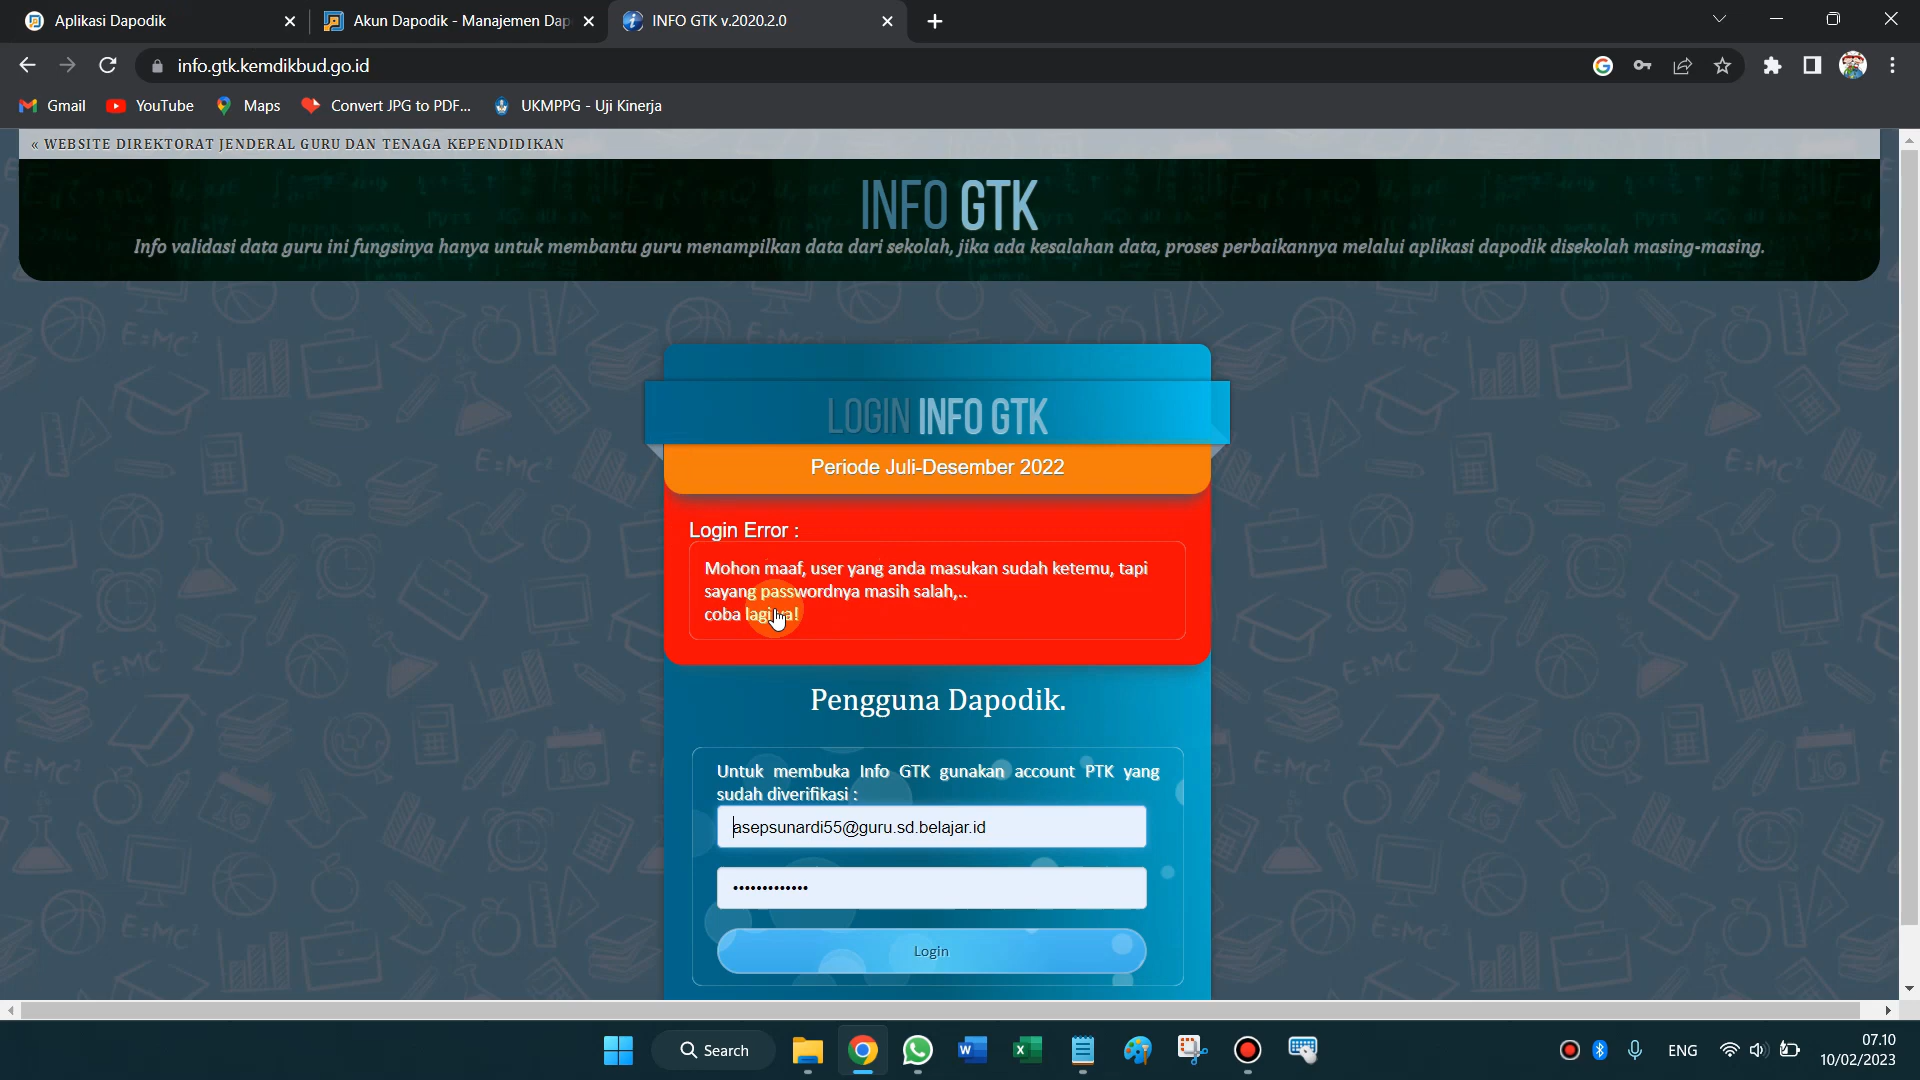 Aplikasi Dapodik
Akun Dapodik - Manajemen Dap
INFO GTK v.2020.2.0
info.gtk.kemdikbud.go.id
Gmail
YouTube
Maps
Convert JPG to PDF...
UKMPPG - Uji Kinerja
« WEBSITE DIREKTORAT JENDERAL GURU DAN TENAGA KEPENDIDIKAN
INFO GTK
Info validasi data guru ini fungsinya hanya untuk membantu guru menampilkan data dari sekolah, jika ada kesalahan data, proses perbaikannya melalui aplikasi dapodik disekolah masing-masing.
LOGIN INFO GTK
Periode Juli-Desember 2022
Login Error :
Mohon maaf, user yang anda masukan sudah ketemu, tapi
sayang passwordnya masih salah,..
coba lagi ya!
Pengguna Dapodik.
Untuk membuka Info GTK gunakan account PTK yang
sudah diverifikasi :
asepsunardi55@guru.sd.belajar.id
•••••••••••••
Login
Search
ENG
07.10
10/02/2023